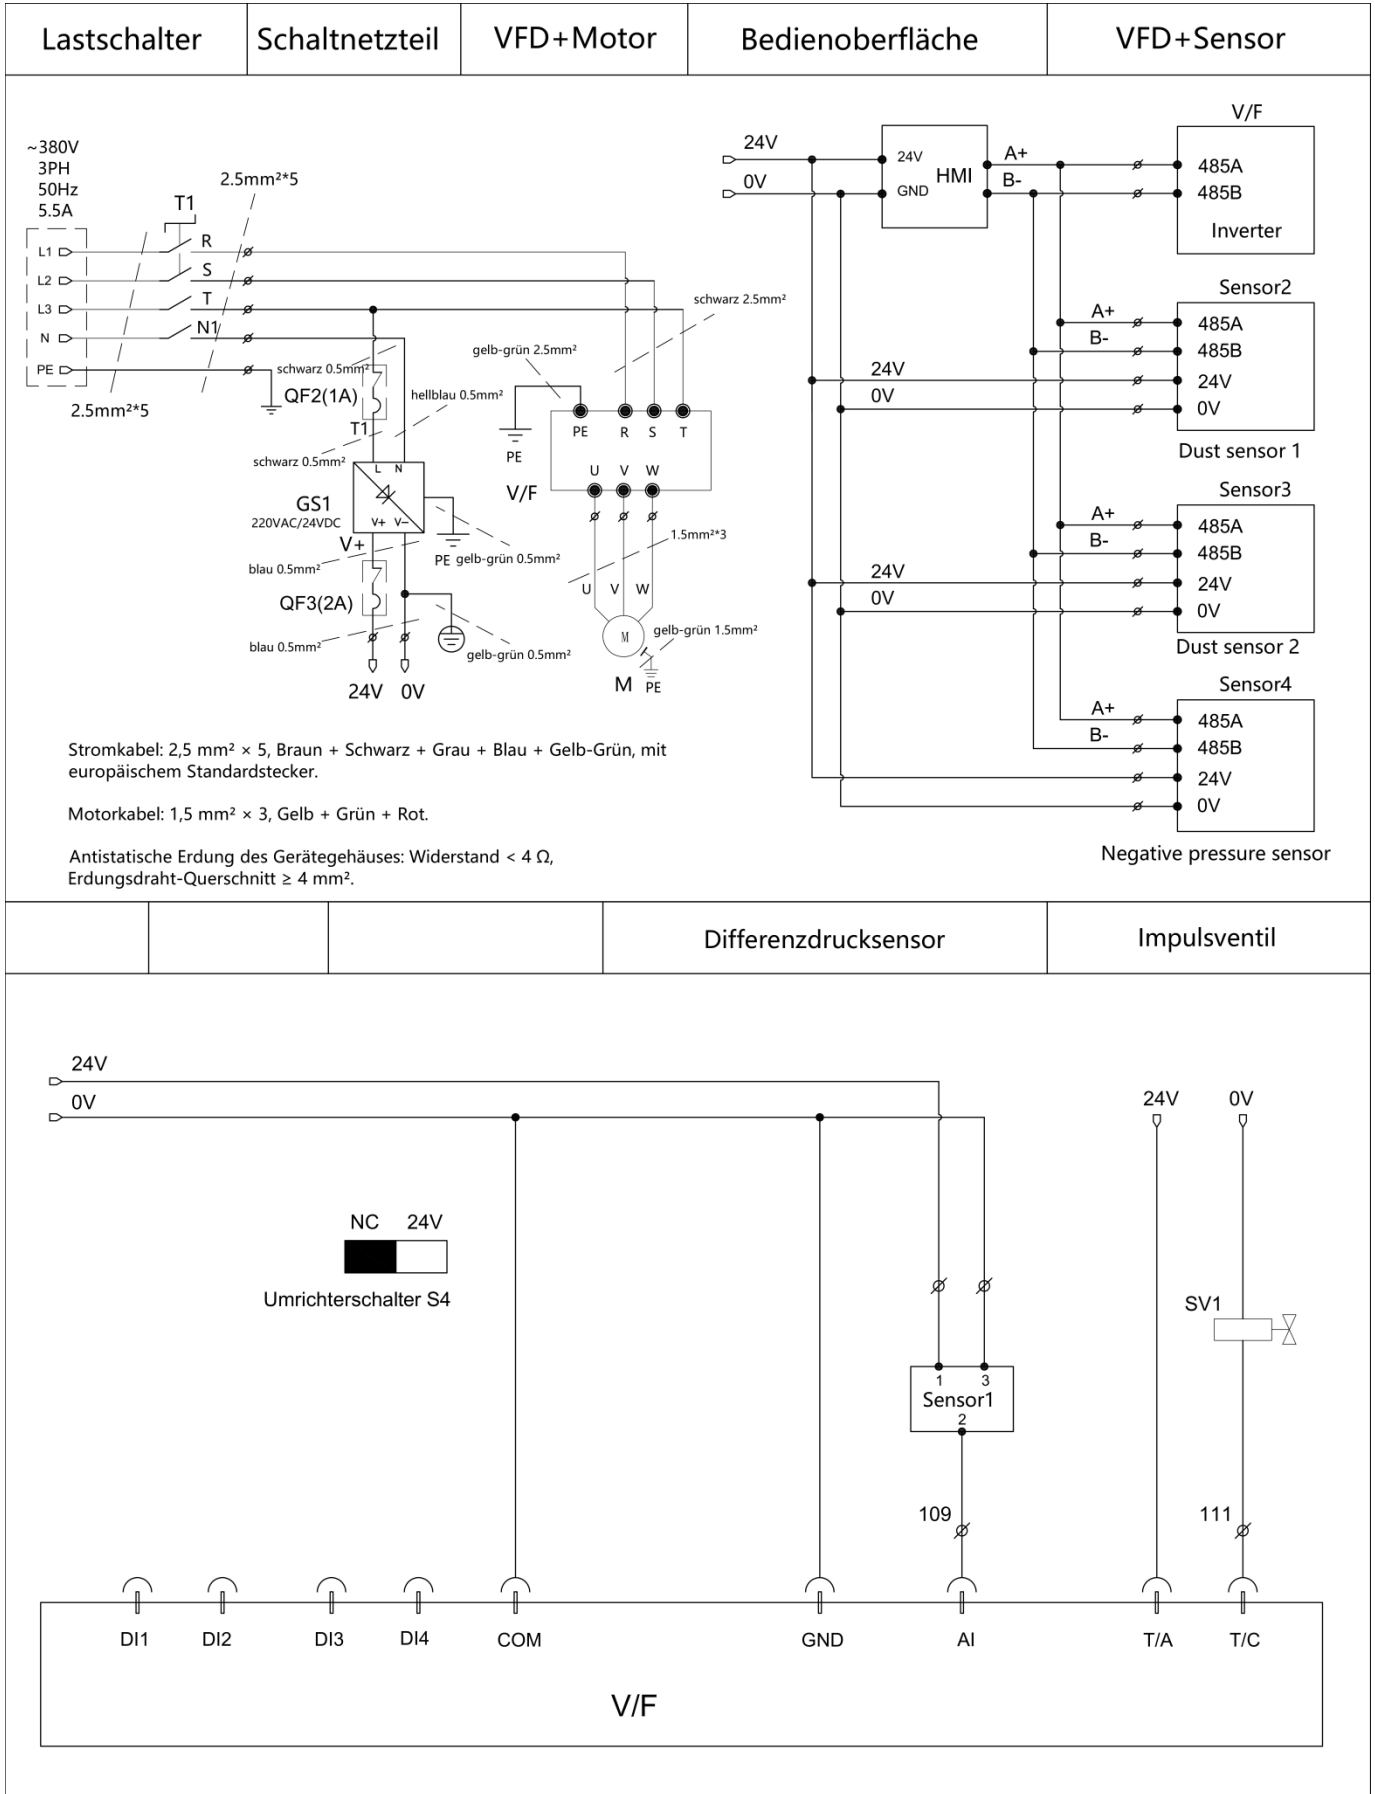 Lastschalter
Schaltnetzteil
VFD+Motor
Bedienoberfläche
VFD+Sensor
~380V
3PH
50Hz
5.5A
2.5mm²*5
T1
L1
R
L2
S
L3
T
N
N1
PE
2.5mm²*5
schwarz 0.5mm²
QF2(1A)
hellblau 0.5mm²
T1
schwarz 0.5mm²
L N
GS1
220VAC/24VDC
V+ V−
V+
PE gelb-grün 0.5mm²
blau 0.5mm²
QF3(2A)
blau 0.5mm²
gelb-grün 0.5mm²
24V 0V
schwarz 2.5mm²
gelb-grün 2.5mm²
PE
PE R S T
U V W
V/F
1.5mm²*3
U V W
M
gelb-grün 1.5mm²
M PE
24V
0V
24V
GND
HMI
A+
B-
V/F
485A
485B
Inverter
Sensor2
A+
B-
24V
0V
485A
485B
24V
0V
Dust sensor 1
Sensor3
A+
B-
24V
0V
485A
485B
24V
0V
Dust sensor 2
Sensor4
A+
B-
485A
485B
24V
0V
Negative pressure sensor
Stromkabel: 2,5 mm² × 5, Braun + Schwarz + Grau + Blau + Gelb-Grün, mit
europäischem Standardstecker.
Motorkabel: 1,5 mm² × 3, Gelb + Grün + Rot.
Antistatische Erdung des Gerätegehäuses: Widerstand < 4 Ω,
Erdungsdraht-Querschnitt ≥ 4 mm².
Differenzdrucksensor
Impulsventil
24V
0V
24V 0V
NC 24V
Umrichterschalter S4
SV1
1 3
Sensor1
2
109
111
DI1 DI2 DI3 DI4 COM GND AI T/A T/C
V/F